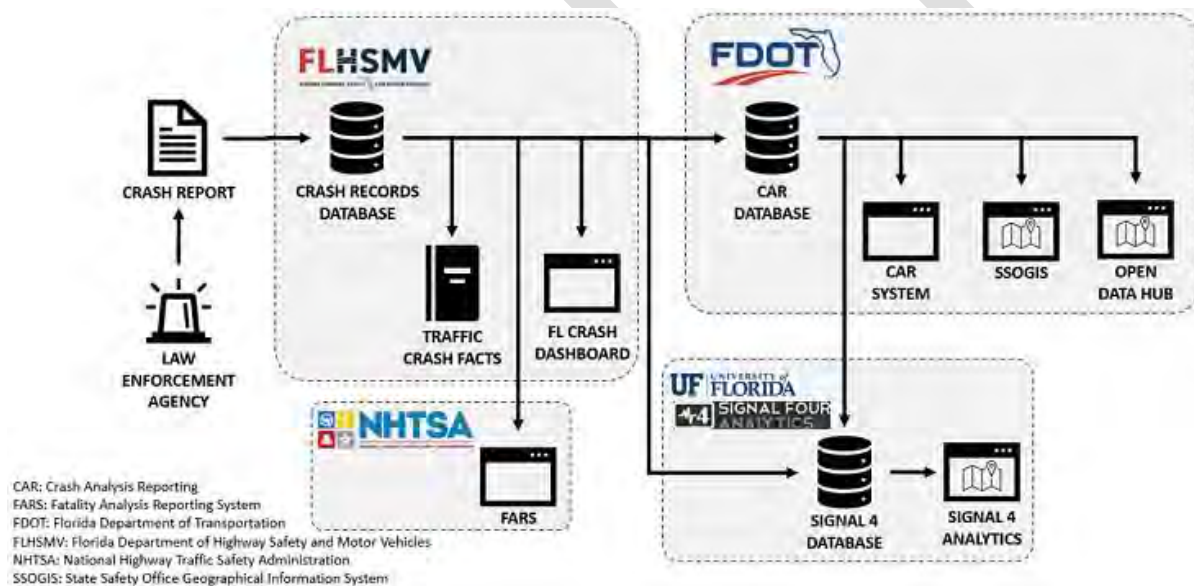 FLHSMV
FDOT
CRASH REPORT
CRASH RECORDS
DATABASE
CAR
DATABASE
CAR
SYSTEM
SSOGIS
OPEN
DATA HUB
TRAFFIC
CRASH FACTS
FL CRASH
DASHBOARD
LAW
ENFORCEMENT
AGENCY
NHTSA
FARS
UF UNIVERSITY of
FLORIDA
4 SIGNAL FOUR
ANALYTICS
SIGNAL 4
DATABASE
SIGNAL 4
ANALYTICS
CAR: Crash Analysis Reporting
FARS: Fatality Analysis Reporting System
FDOT: Florida Department of Transportation
FLHSMV: Florida Department of Highway Safety and Motor Vehicles
NHTSA: National Highway Traffic Safety Administration
SSOGIS: State Safety Office Geographical Information System